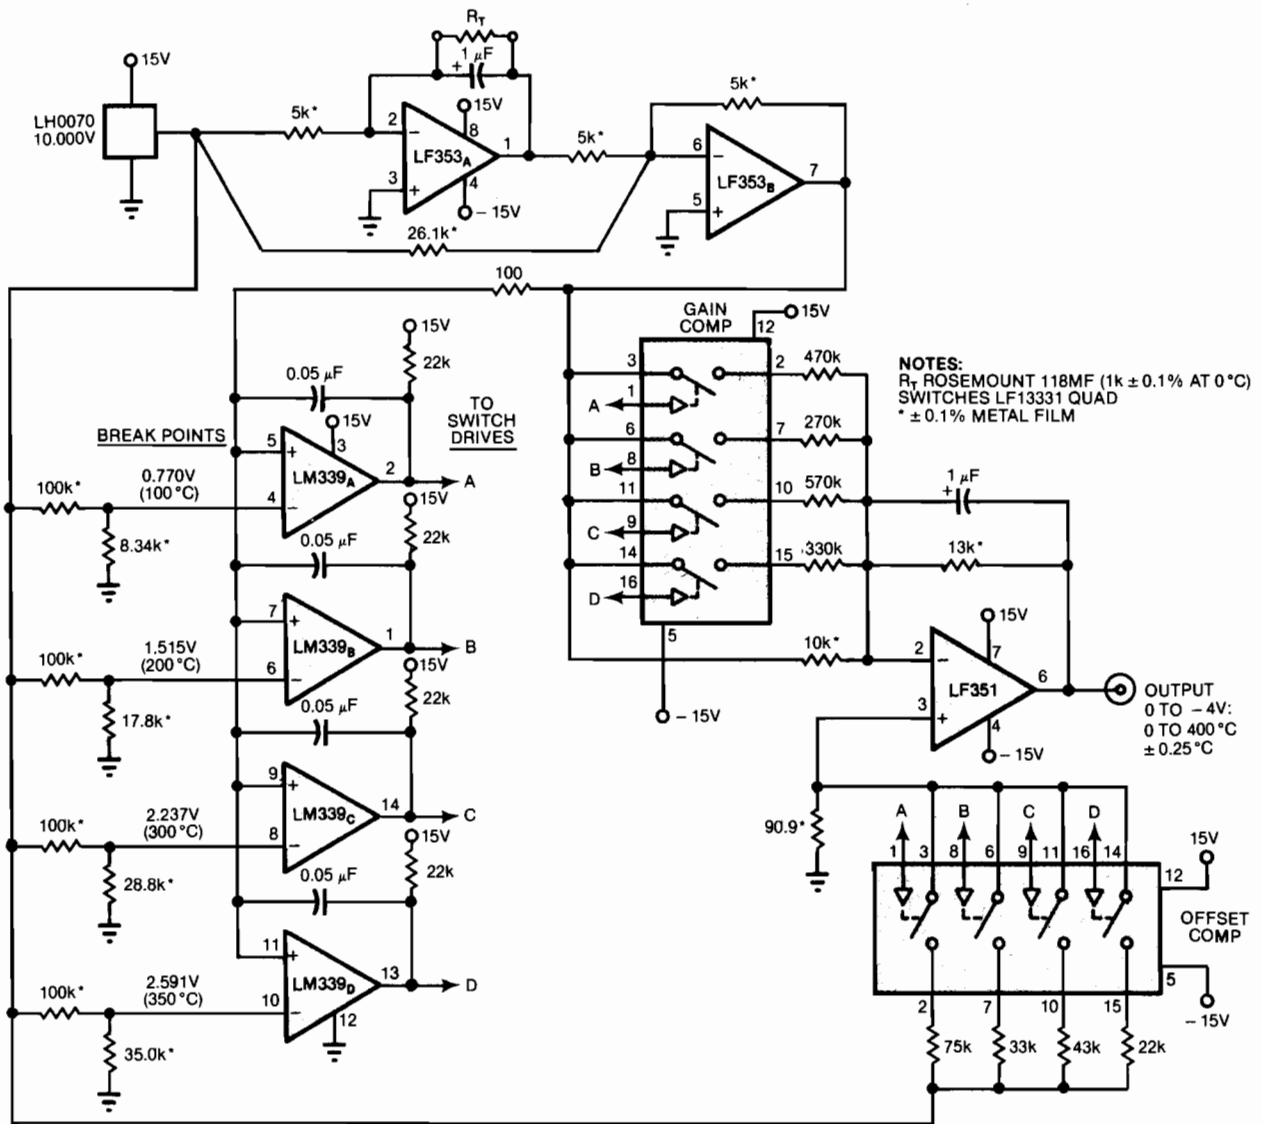 R_T
15V
1 µF
+
LH0070
10.000V
5k*
2
−
15V
8
LF353A
1
3
+
4
− 15V
5k*
5k*
6
−
LF353B
7
5
+
26.1k*
100
GAIN
COMP
15V
12
3
2
470k
1
A
6
7
270k
8
B
11
10
570k
9
C
14
15
330k
16
D
5
− 15V
10k*
NOTES:
R_T ROSEMOUNT 118MF (1k ± 0.1% AT 0°C)
SWITCHES LF13331 QUAD
* ± 0.1% METAL FILM
1 µF
+
13k*
15V
2
−
7
LF351
6
3
+
4
− 15V
OUTPUT
0 TO − 4V:
0 TO 400°C
± 0.25°C
BREAK POINTS
TO
SWITCH
DRIVES
15V
22k
0.05 µF
15V
0.770V
(100°C)
100k*
8.34k*
5
+
3
LM339A
2
4
−
A
15V
22k
0.05 µF
1.515V
(200°C)
100k*
17.8k*
7
+
LM339B
1
6
−
B
15V
22k
0.05 µF
2.237V
(300°C)
100k*
28.8k*
9
+
LM339C
14
8
−
C
15V
22k
0.05 µF
2.591V
(350°C)
100k*
35.0k*
11
+
LM339D
13
10
−
12
D
90.9*
A
B
C
D
1
3
8
6
9
11
16
14
15V
12
OFFSET
COMP
5
− 15V
2
7
10
15
75k
33k
43k
22k